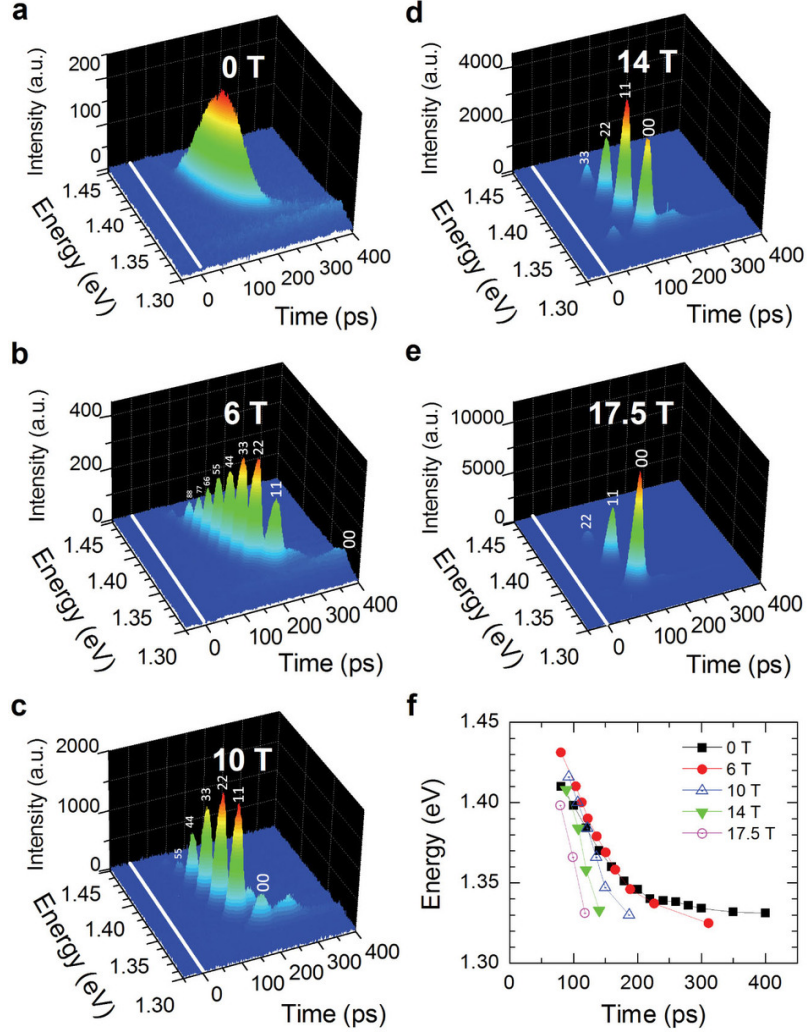 a
0 T
Intensity (a.u.)
200
100
0
Energy (eV)
1.45
1.40
1.35
1.30
Time (ps)
0
100
200
300
400
b
6 T
Intensity (a.u.)
400
200
0
88
77
66
55
44
33
22
11
00
Energy (eV)
1.45
1.40
1.35
1.30
Time (ps)
0
100
200
300
400
c
10 T
Intensity (a.u.)
2000
1000
0
55
44
33
22
11
00
Energy (eV)
1.45
1.40
1.35
1.30
Time (ps)
0
100
200
300
400
d
14 T
Intensity (a.u.)
4000
2000
0
33
22
11
00
Energy (eV)
1.45
1.40
1.35
1.30
Time (ps)
0
100
200
300
400
e
17.5 T
Intensity (a.u.)
10000
5000
0
22
11
00
Energy (eV)
1.45
1.40
1.35
1.30
Time (ps)
0
100
200
300
400
f
Energy (eV)
1.45
1.40
1.35
1.30
0 T
6 T
10 T
14 T
17.5 T
0 100 200 300 400
Time (ps)